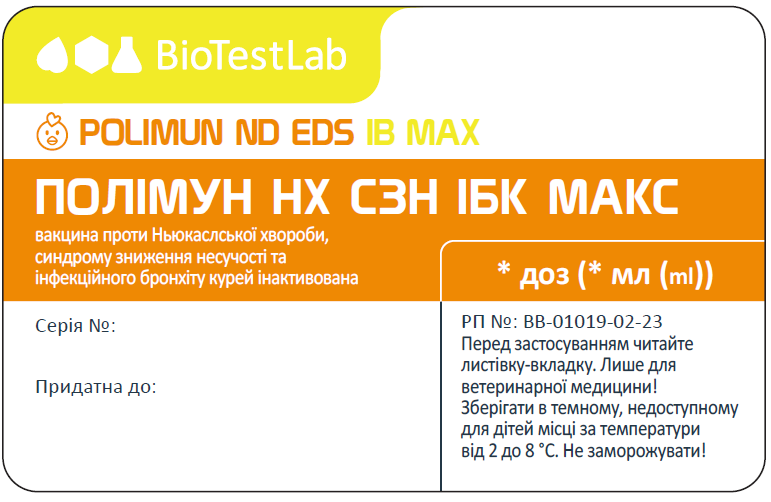 BioTestLab
POLIMUN ND EDS IB MAX
ПОЛІМУН НХ СЗН ІБК МАКС
вакцина проти Ньюкаслської хвороби,
синдрому зниження несучості та
інфекційного бронхіту курей інактивована
* доз (* мл (ml))
Серія №:
Придатна до:
РП №: ВВ-01019-02-23
Перед застосуванням читайте
листівку-вкладку. Лише для
ветеринарної медицини!
Зберігати в темному, недоступному
для дітей місці за температури
від 2 до 8 °С. Не заморожувати!